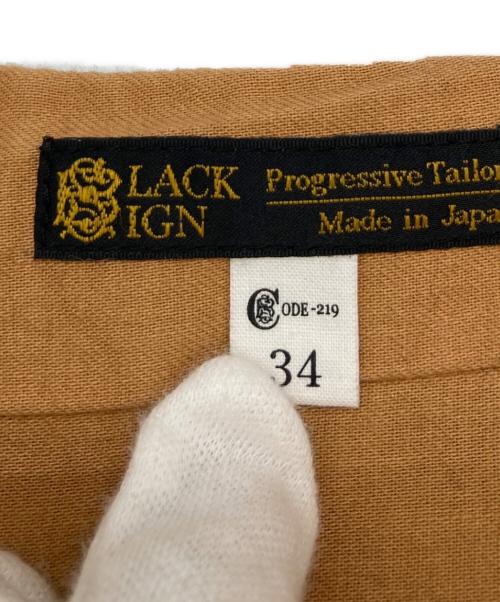 BLACK
SIGN
Progressive Tailor
Made in Japa
CODE-219
34